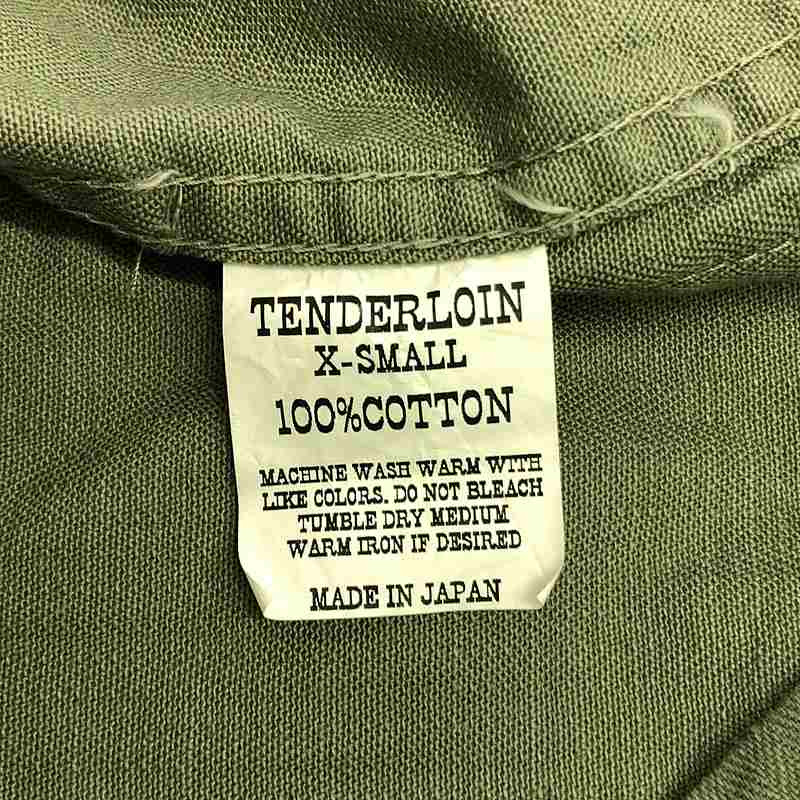 TENDERLOIN
X-SMALL
100%COTTON
MACHINE WASH WARM WITH
LIKE COLORS. DO NOT BLEACH
TUMBLE DRY MEDIUM
WARM IRON IF DESIRED
MADE IN JAPAN